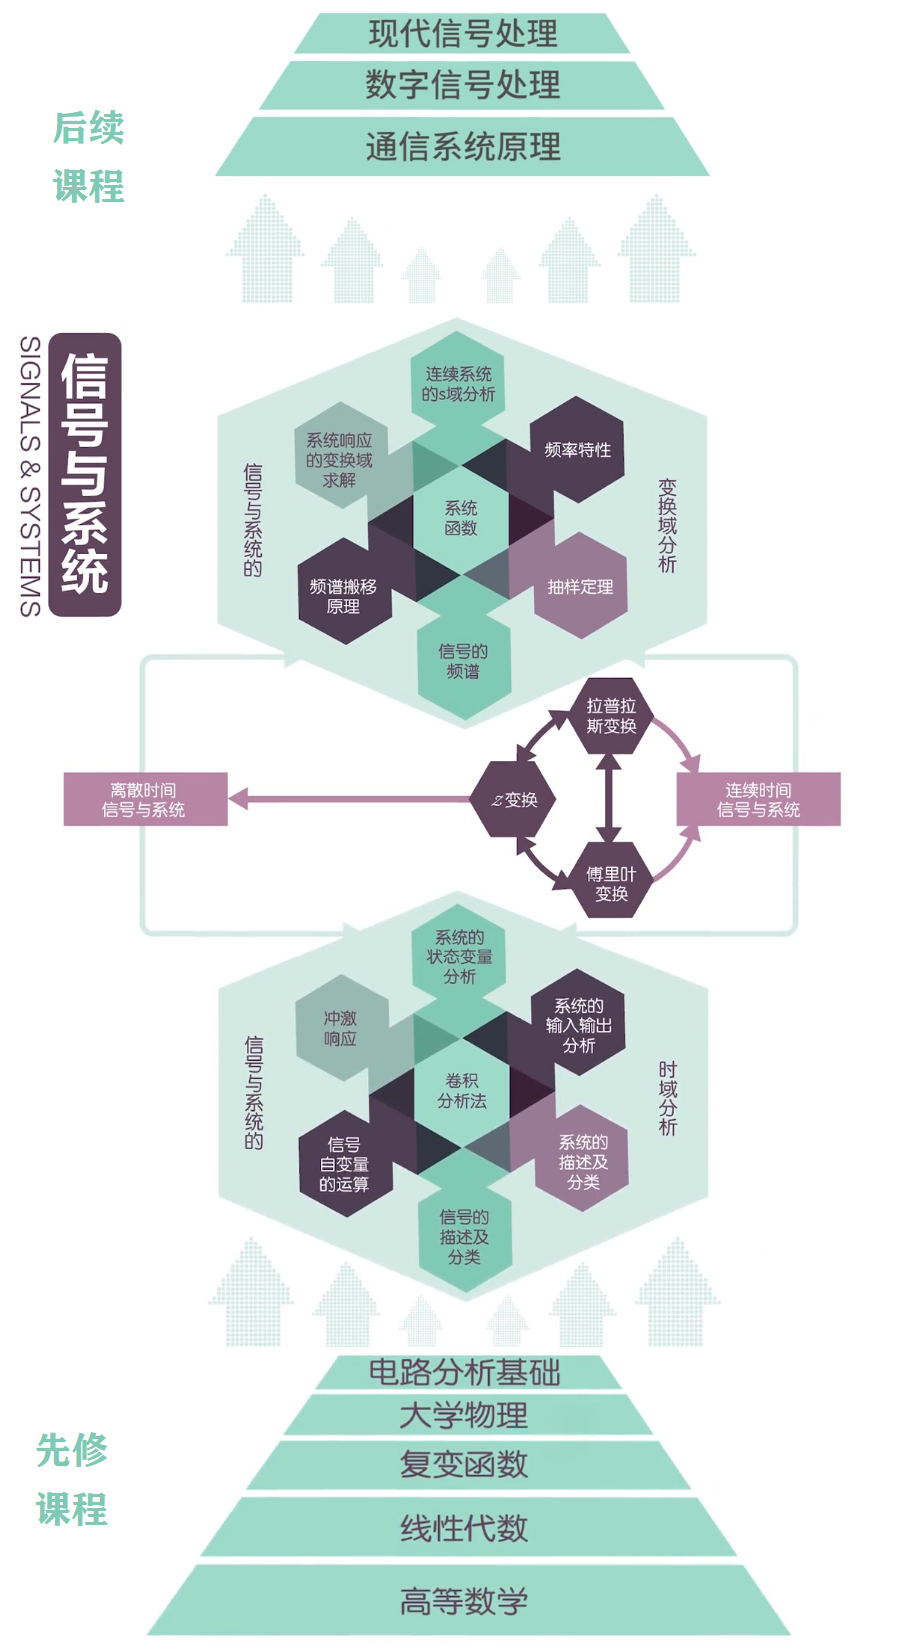 现代信号处理
数字信号处理
通信系统原理
后续
课程
信号与系统
SIGNALS & SYSTEMS
连续系统
的s域分析
系统响应
的变换域
求解
频率特性
信号与系统的
系统
函数
变换域分析
频谱搬移
原理
抽样定理
信号的
频谱
拉普拉
斯变换
离散时间
信号与系统
z变换
连续时间
信号与系统
傅里叶
变换
系统的
状态变量
分析
冲激
响应
系统的
输入输出
分析
信号与系统的
卷积
分析法
时域分析
信号
自变量
的运算
系统的
描述及
分类
信号的
描述及
分类
电路分析基础
大学物理
复变函数
线性代数
高等数学
先修
课程